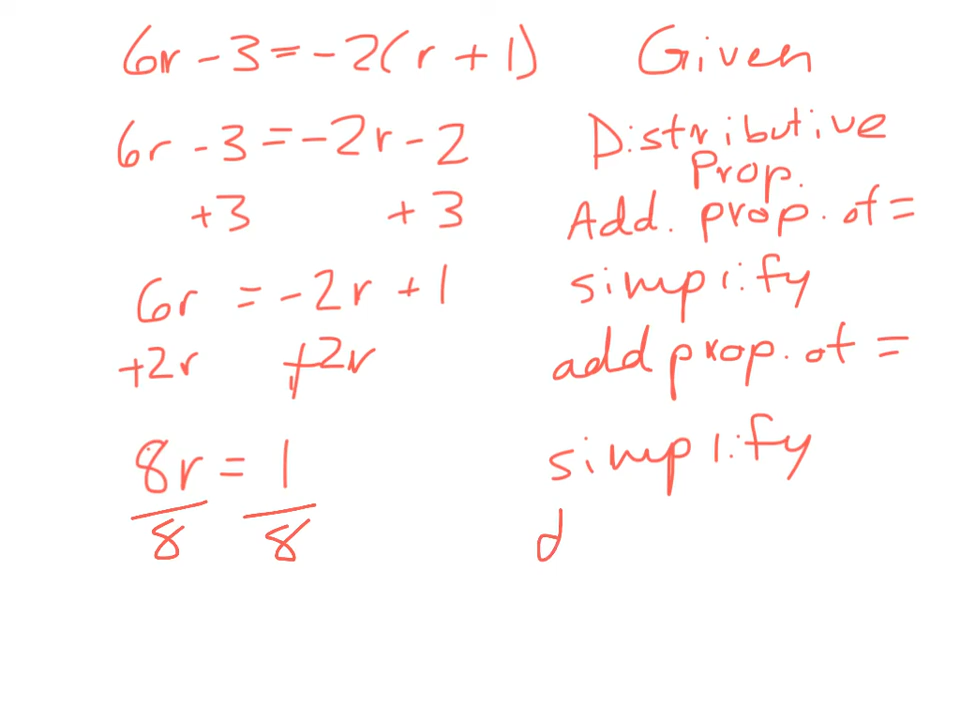 6r - 3 = -2(r + 1) Given
6r - 3 = -2r - 2 Distributive
Prop.
+3 +3 Add. prop. of =
6r = -2r + 1 simplify
+2r +2r add prop. of =
8r = 1 simplify
8 8 d